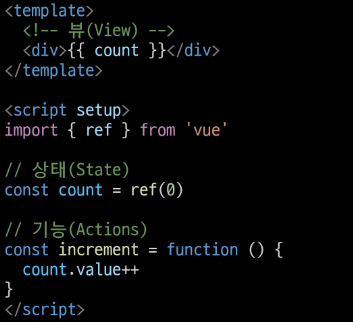 <template>
  <!-- 뷰(View) -->
  <div>{{ count }}</div>
</template>

<script setup>
import { ref } from 'vue'

// 상태(State)
const count = ref(0)

// 기능(Actions)
const increment = function () {
  count.value++
}
</script>